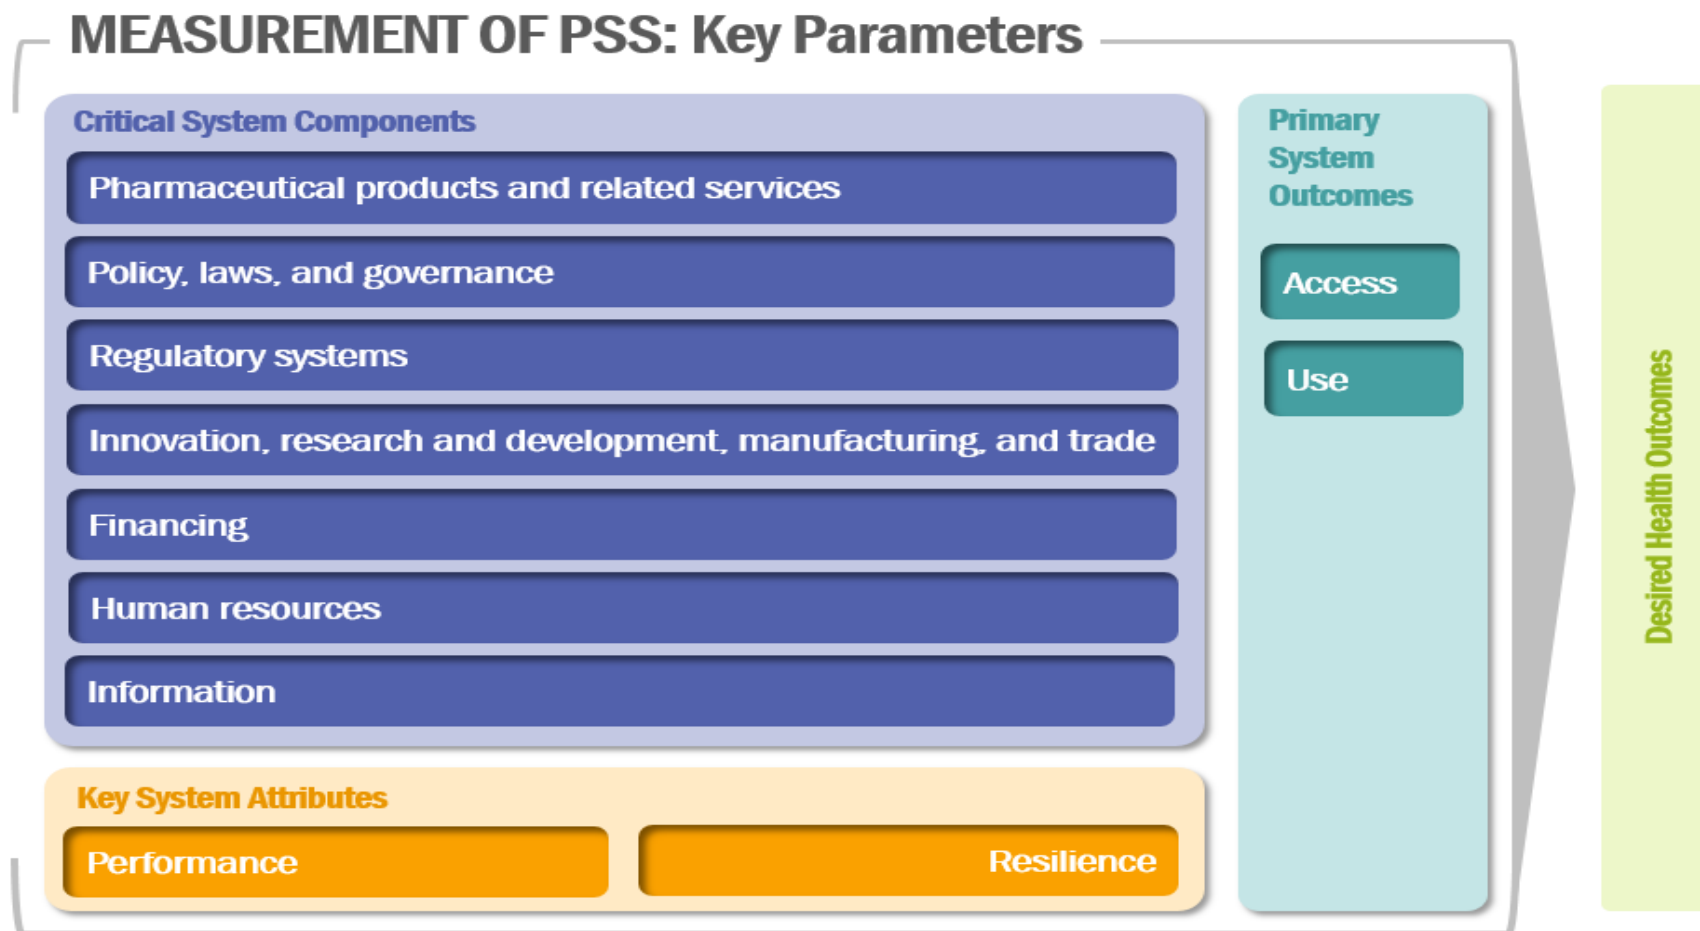 MEASUREMENT OF PSS: Key Parameters
Critical System Components
Pharmaceutical products and related services
Policy, laws, and governance
Regulatory systems
Innovation, research and development, manufacturing, and trade
Financing
Human resources
Information
Key System Attributes
Performance
Resilience
Primary
System
Outcomes
Access
Use
Desired Health Outcomes